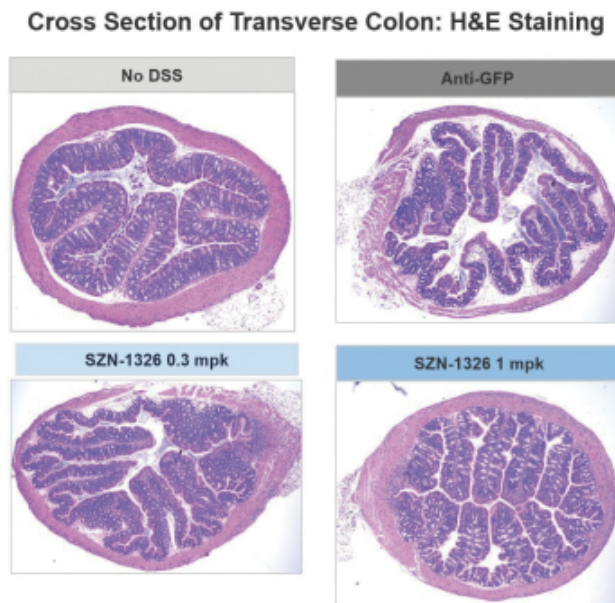 Cross Section of Transverse Colon: H&E Staining
No DSS
Anti-GFP
SZN-1326 0.3 mpk
SZN-1326 1 mpk